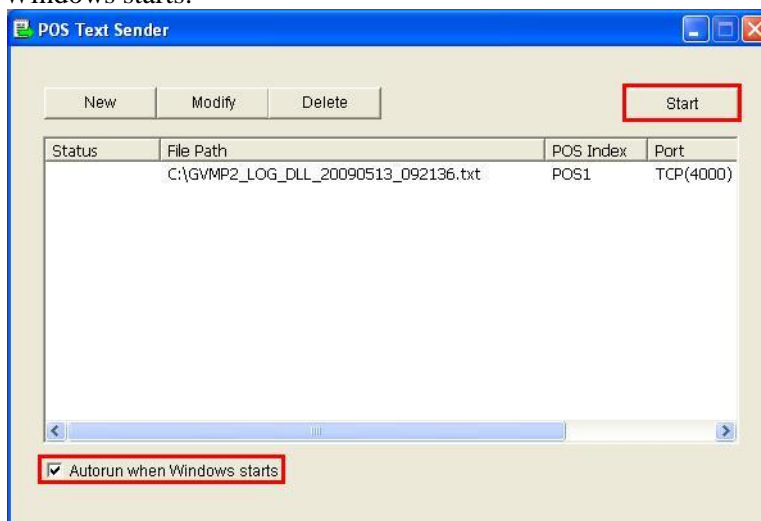 Windows starts.
POS Text Sender
New Modify Delete Start
Status File Path POS Index Port
C:\GVMP2_LOG_DLL_20090513_092136.txt POS1 TCP(4000)
Autorun when Windows starts